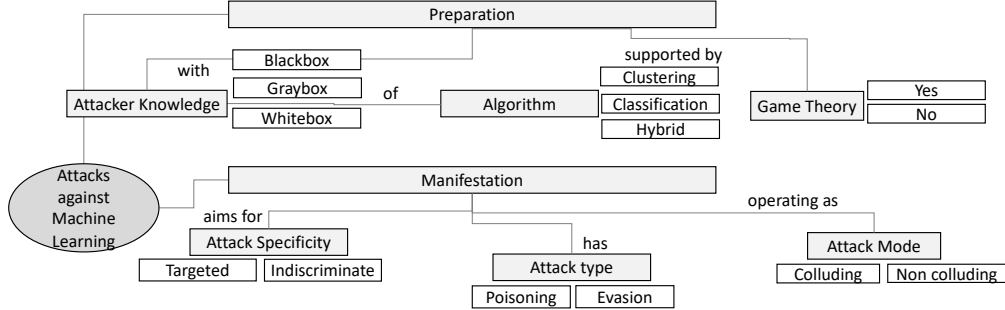 Preparation
with
Blackbox
supported by
Clustering
Graybox
Attacker Knowledge
of
Algorithm
Classification
Game Theory
Yes
No
Whitebox
Hybrid
Attacks
against
Machine
Learning
Manifestation
aims for
operating as
Attack Specificity
has
Attack Mode
Targeted
Indiscriminate
Attack type
Colluding
Non colluding
Poisoning
Evasion